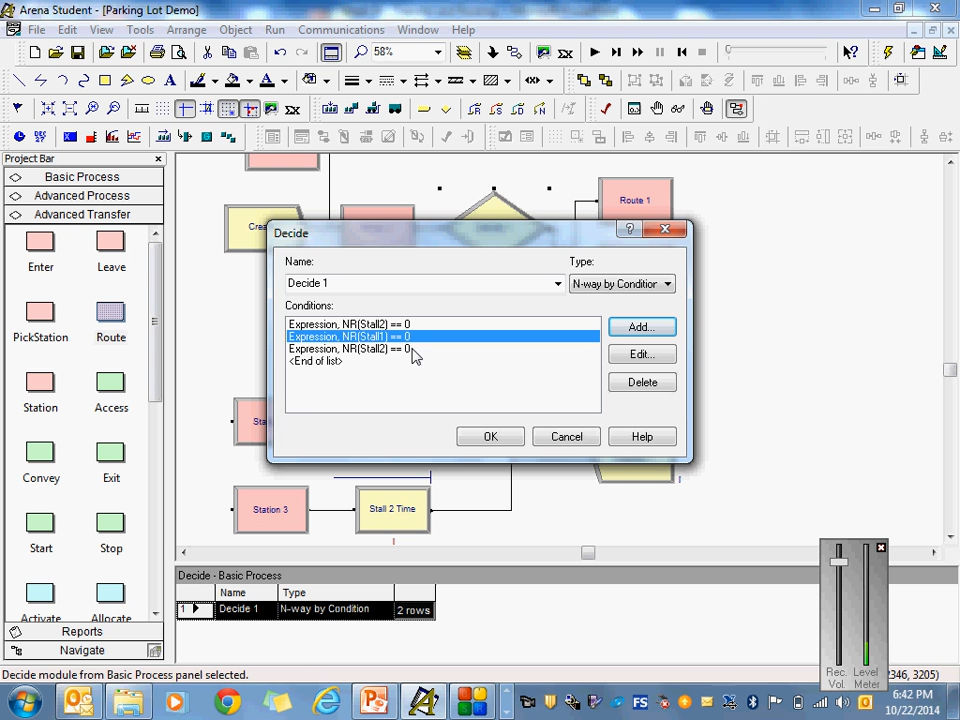 Arena Student - [Parking Lot Demo]
File Edit View Tools Arrange Object Run Communications Window Help
58%
Project Bar
Basic Process
Advanced Process
Advanced Transfer
Enter Leave
PickStation Route
Station Access
Convey Exit
Start Stop
Activate Allocate
Reports
Navigate
Route 1
Decide
Name: Type:
Decide 1 N-way by Condition
Conditions:
Expression, NR(Stall2) == 0
Expression, NR(Stall1) == 0
Expression, NR(Stall2) == 0
<End of list>
Add...
Edit...
Delete
OK Cancel Help
Station 3 Stall 2 Time
Decide - Basic Process
Name Type
1 Decide 1 N-way by Condition 2 rows
Rec. Vol. Level Meter
Decide module from Basic Process panel selected.
2346, 3205)
6:42 PM
10/22/2014